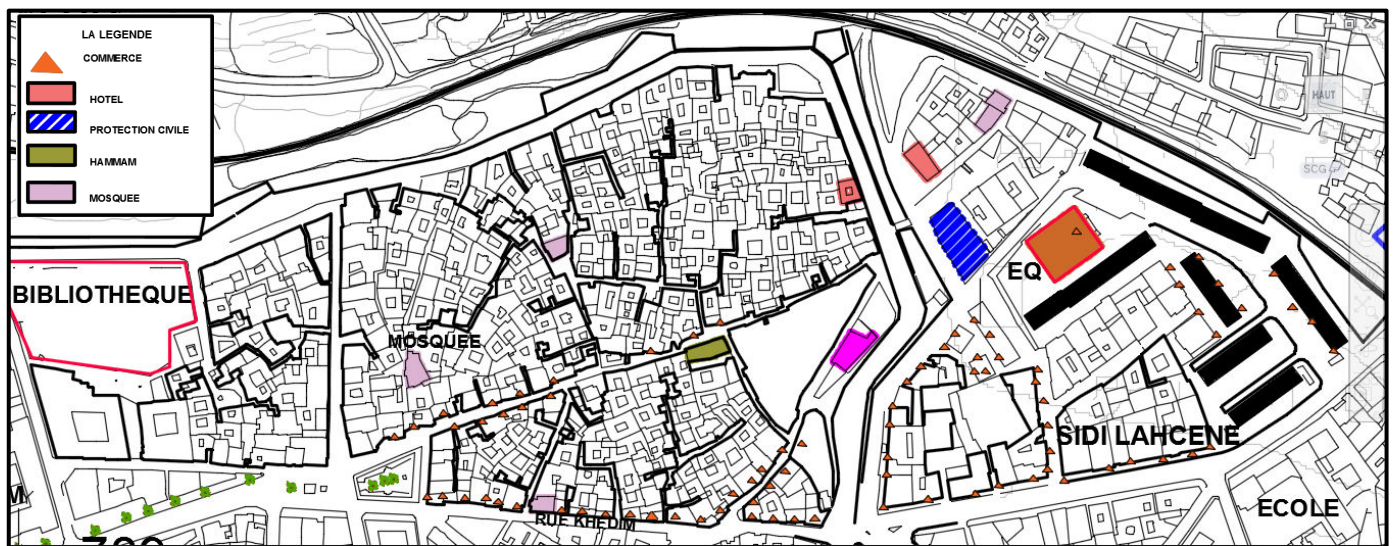 LA LEGENDE
COMMERCE
HOTEL
PROTECTION CIVILE
HAMMAM
MOSQUEE
HAUT
SCG
BIBLIOTHEQUE
EQ
MOSQUEE
SIDI LAHCENE
ECOLE
RUE KHEDIM